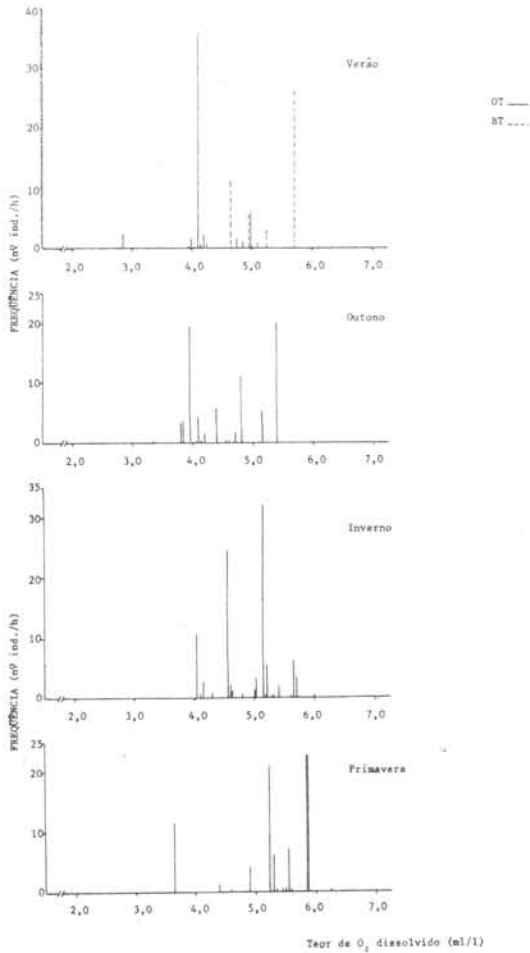 40
30
20
10
0
2,0 3,0 4,0 5,0 6,0 7,0
Verão
OT
BT
FREQUÊNCIA (nº ind./h)
25
20
10
0
2,0 3,0 4,0 5,0 6,0 7,0
Outono
35
30
20
10
0
2,0 3,0 4,0 5,0 6,0 7,0
Inverno
FREQUÊNCIA (nº ind./h)
25
20
10
0
2,0 3,0 4,0 5,0 6,0 7,0
Primavera
Teor de O₂ dissolvido (ml/l)